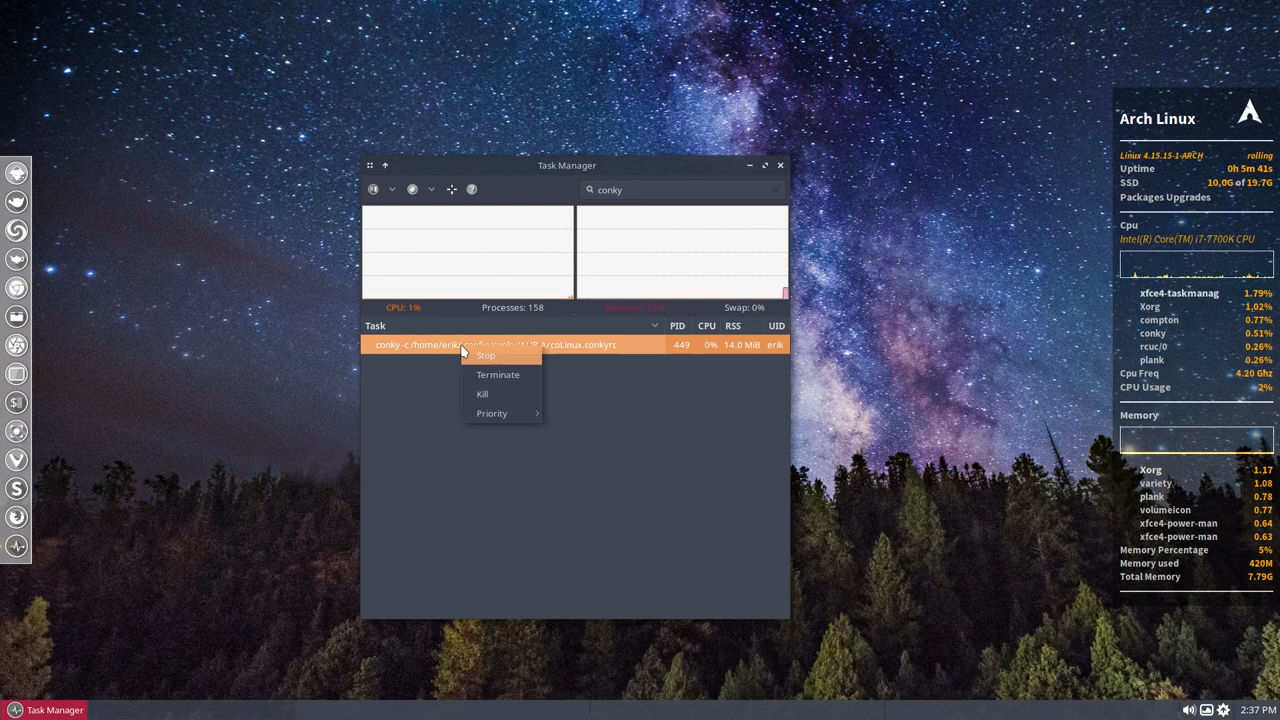 Task Manager
conky
CPU: 1% Processes: 158 Swap: 0%
Task PID CPU RSS UID
conky -c /home/erik/.config/conky/AUR-ArcoLinux.conkyrc 449 0% 14.0 MiB erik
Stop
Terminate
Kill
Priority
Arch Linux
Linux 4.15.15-1-ARCH rolling
Uptime 0h 5m 41s
SSD 10,0G of 19.7G
Packages Upgrades
Cpu
Intel(R) Core(TM) i7-7700K CPU
xfce4-taskmanag 1.79%
Xorg 1,02%
compton 0.77%
conky 0.51%
rcuc/0 0.26%
plank 0.26%
Cpu Freq 4.20 Ghz
CPU Usage 2%
Memory
Xorg 1.17
variety 1.08
plank 0.78
volumeicon 0.77
xfce4-power-man 0.64
xfce4-power-man 0.63
Memory Percentage 5%
Memory used 420M
Total Memory 7.79G
Task Manager 2:37 PM